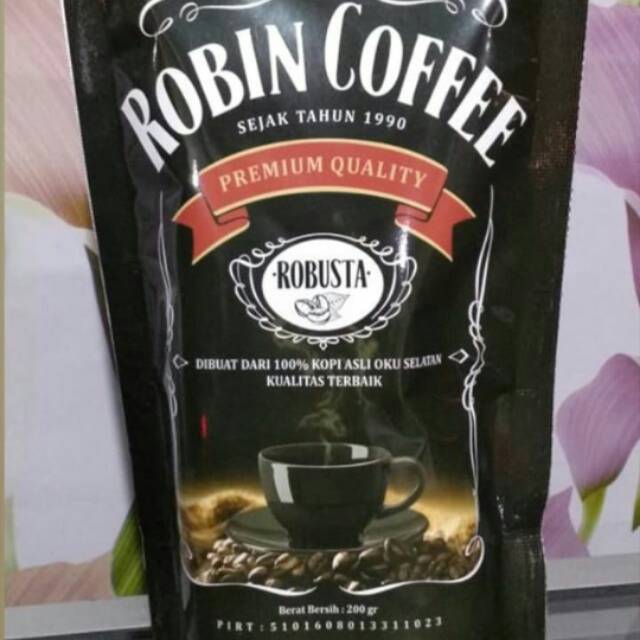 ROBIN COFFEE
SEJAK TAHUN 1990
PREMIUM QUALITY
·ROBUSTA·
DIBUAT DARI 100% KOPI ASLI OKU SELATAN
KUALITAS TERBAIK
Berat Bersih : 200 gr
PIRT : 5101608013311023